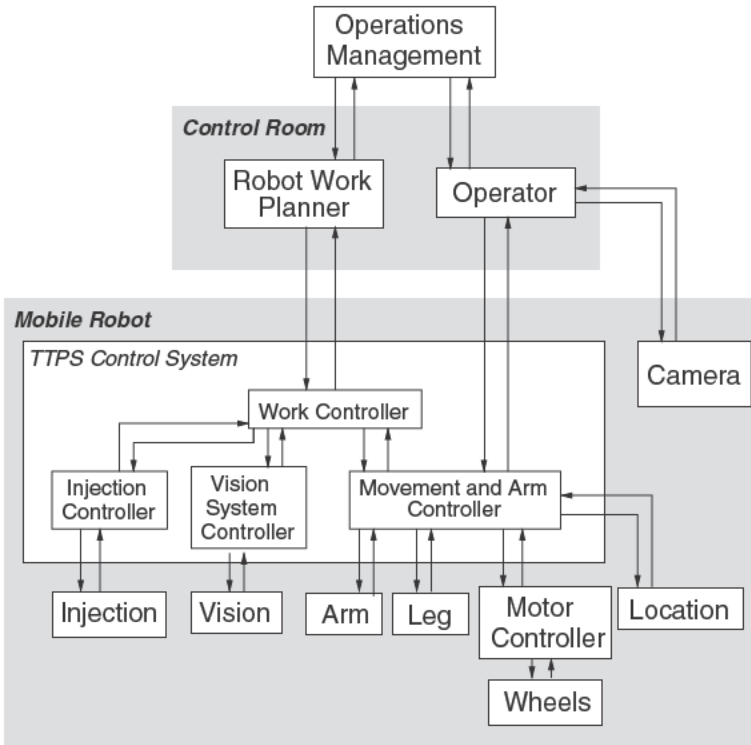 Operations
Management
Control Room
Robot Work
Planner
Operator
Mobile Robot
TTPS Control System
Camera
Work Controller
Injection
Controller
Vision
System
Controller
Movement and Arm
Controller
Injection
Vision
Arm
Leg
Motor
Controller
Location
Wheels